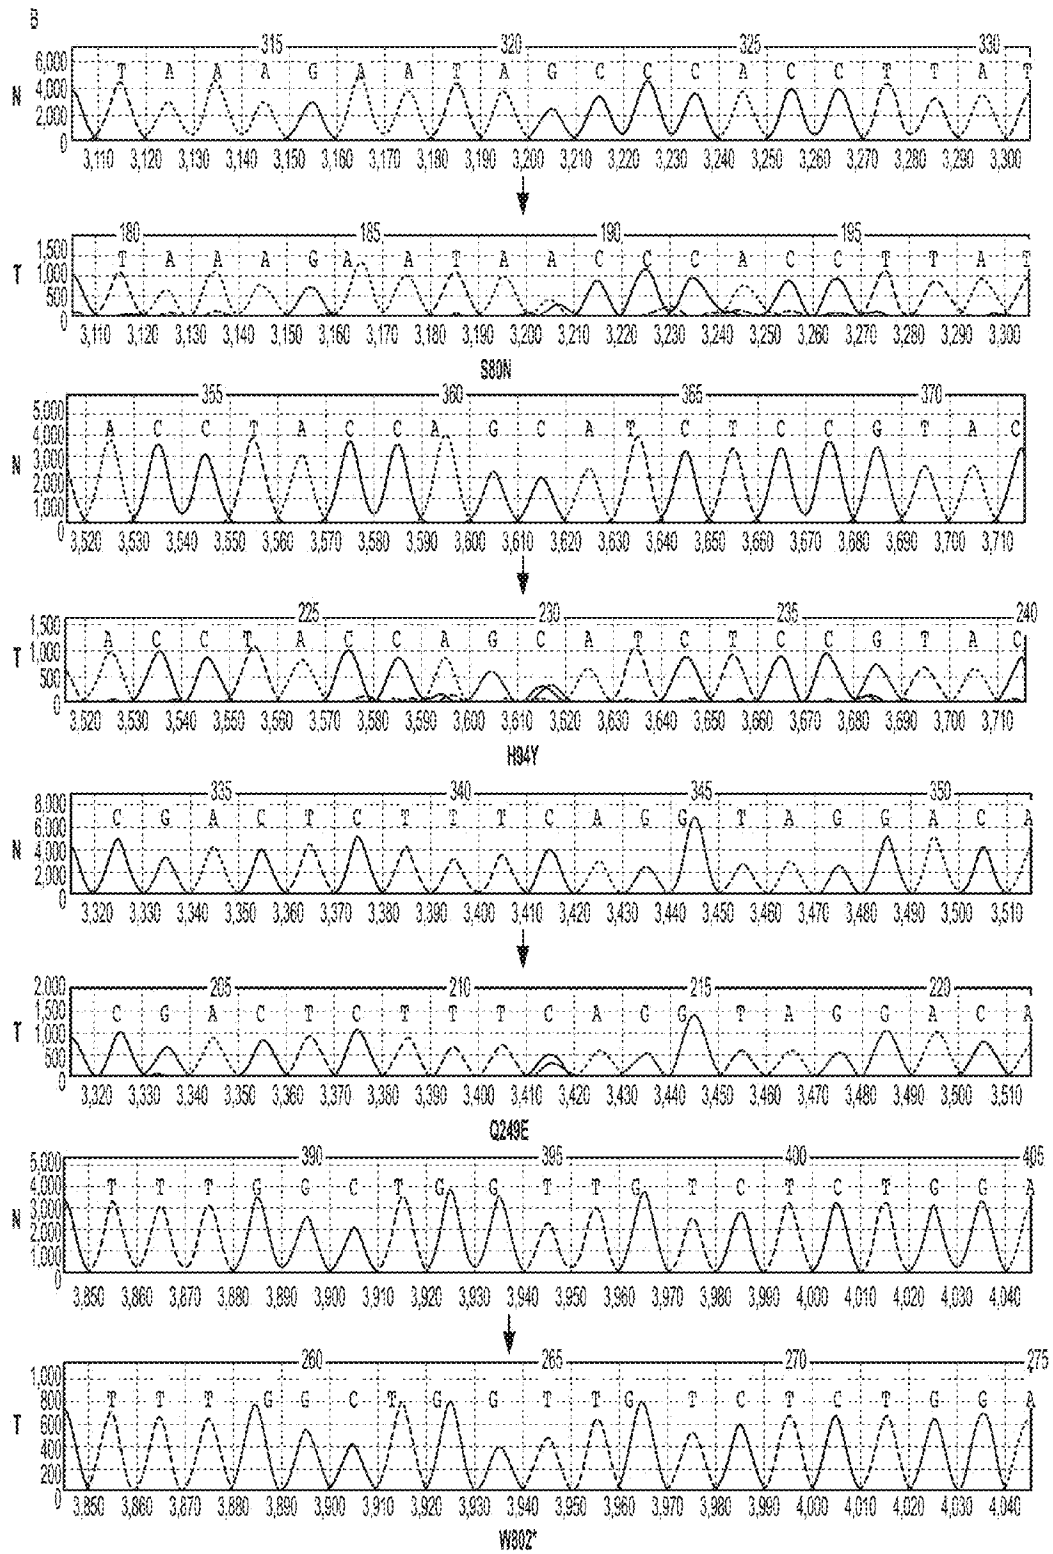 B
315 320 325 330
6,000 T A A A G A A T A G C C C A C C T T A T
4,000
N
2,000
0
3,110 3,120 3,130 3,140 3,150 3,160 3,170 3,180 3,190 3,200 3,210 3,220 3,230 3,240 3,250 3,260 3,270 3,280 3,290 3,300
180 185 190 195
1,500 T A A A G A A T A A C C C A C C T T A T
1,000
T
500
0
3,110 3,120 3,130 3,140 3,150 3,160 3,170 3,180 3,190 3,200 3,210 3,220 3,230 3,240 3,250 3,260 3,270 3,280 3,290 3,300
S80N
355 360 365 370
5,000 A C C T A C C A G C A T C T C C G T A C
4,000
3,000
N
2,000
1,000
0
3,520 3,530 3,540 3,550 3,560 3,570 3,580 3,590 3,600 3,610 3,620 3,630 3,640 3,650 3,660 3,670 3,680 3,690 3,700 3,710
225 230 235 240
1,500 A C C T A C C A G C A T C T C C G T A C
1,000
T
500
0
3,520 3,530 3,540 3,550 3,560 3,570 3,580 3,590 3,600 3,610 3,620 3,630 3,640 3,650 3,660 3,670 3,680 3,690 3,700 3,710
H94Y
335 340 345 350
8,000 C G A C T C T T T C A G G T A G G A C A
6,000
N
4,000
2,000
0
3,320 3,330 3,340 3,350 3,360 3,370 3,380 3,390 3,400 3,410 3,420 3,430 3,440 3,450 3,460 3,470 3,480 3,490 3,500 3,510
205 210 215 220
2,000
1,500 C G A C T C T T T C A G G T A G G A C A
T
1,000
500
0
3,320 3,330 3,340 3,350 3,360 3,370 3,380 3,390 3,400 3,410 3,420 3,430 3,440 3,450 3,460 3,470 3,480 3,490 3,500 3,510
Q249E
390 395 400 405
5,000
4,000 T T T G G C T G G T T G T C T C T G G A
3,000
N
2,000
1,000
0
3,850 3,860 3,870 3,880 3,890 3,900 3,910 3,920 3,930 3,940 3,950 3,960 3,970 3,980 3,990 4,000 4,010 4,020 4,030 4,040
260 265 270 275
1,000
800 T T T G G C T G G T T G T C T C T G G A
600
T
400
200
0
3,850 3,860 3,870 3,880 3,890 3,900 3,910 3,920 3,930 3,940 3,950 3,960 3,970 3,980 3,990 4,000 4,010 4,020 4,030 4,040
W802*